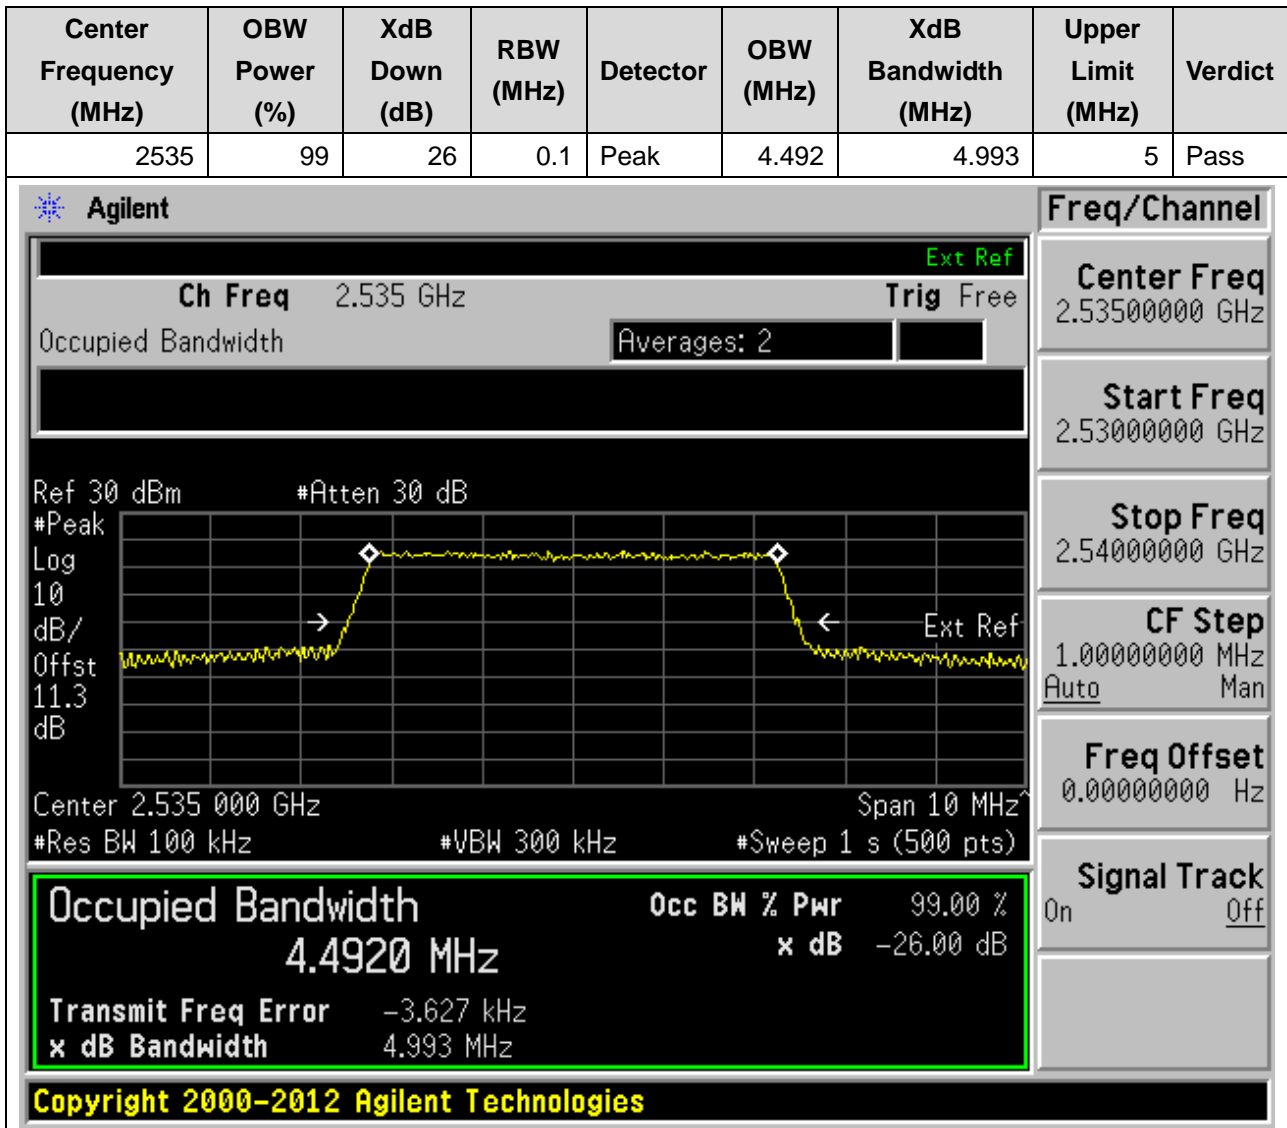 Center Frequency (MHz) OBW Power (%) XdB Down (dB) RBW (MHz) Detector OBW (MHz) XdB Bandwidth (MHz) Upper Limit (MHz) Verdict
2535 99 26 0.1 Peak 4.492 4.993 5 Pass
Agilent
Freq/Channel
Ext Ref
Ch Freq 2.535 GHz Trig Free
Occupied Bandwidth Averages: 2
Center Freq
2.53500000 GHz
Start Freq
2.53000000 GHz
Stop Freq
2.54000000 GHz
CF Step
1.00000000 MHz
Auto Man
Freq Offset
0.00000000 Hz
Signal Track
On Off
Ref 30 dBm #Atten 30 dB
#Peak
Log
10
dB/
Offst
11.3
dB
Ext Ref
Center 2.535 000 GHz Span 10 MHz^
#Res BW 100 kHz #VBW 300 kHz #Sweep 1 s (500 pts)
Occupied Bandwidth Occ BW % Pwr 99.00 %
4.4920 MHz x dB -26.00 dB
Transmit Freq Error -3.627 kHz
x dB Bandwidth 4.993 MHz
Copyright 2000-2012 Agilent Technologies